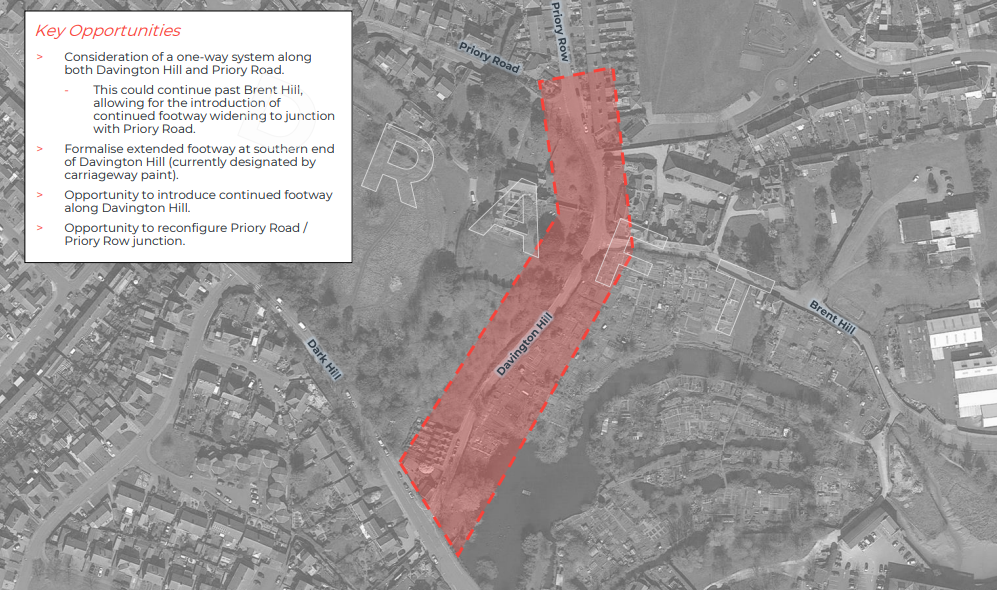 Key Opportunities
> Consideration of a one-way system along
both Davington Hill and Priory Road.
- This could continue past Brent Hill,
allowing for the introduction of
continued footway widening to junction
with Priory Road.
> Formalise extended footway at southern end
of Davington Hill (currently designated by
carriageway paint).
> Opportunity to introduce continued footway
along Davington Hill.
> Opportunity to reconfigure Priory Road /
Priory Row junction.
Priory Road
Priory Row
Dark Hill
Davington Hill
Brent Hill
R
A
F
T